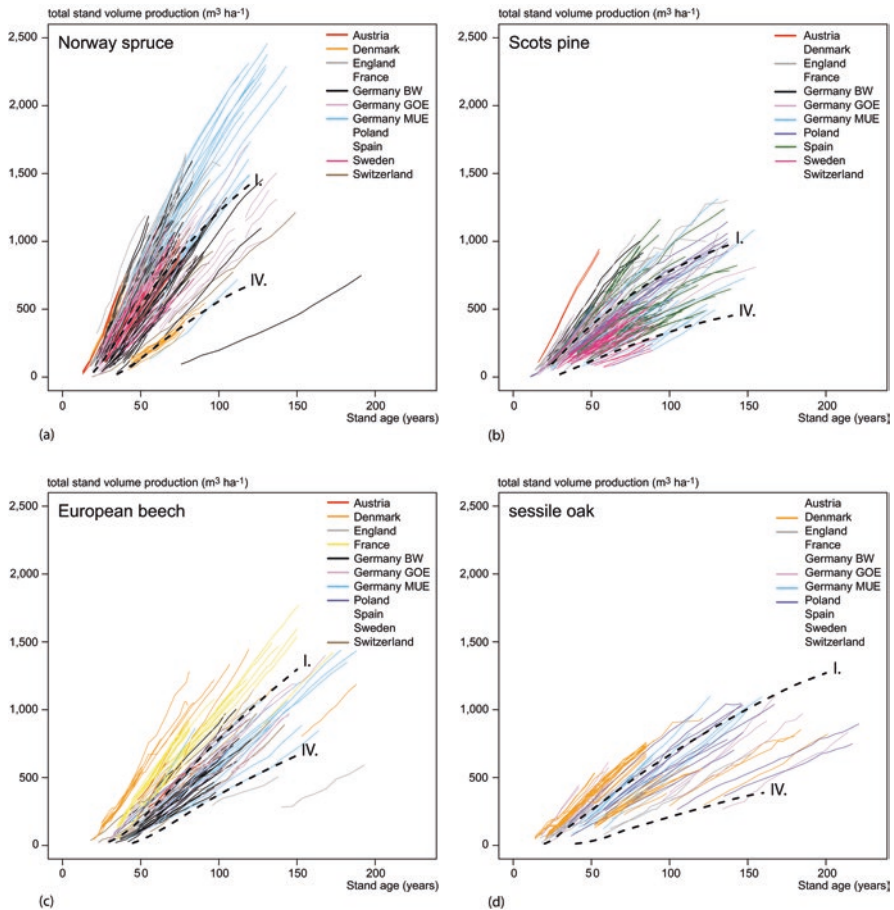 total stand volume production (m³ ha⁻¹)
Norway spruce
2,500
2,000
1,500
1,000
500
0
Austria
Denmark
England
France
Germany BW
Germany GOE
Germany MUE
Poland
Spain
Sweden
Switzerland
I.
IV.
0 50 100 150 200
Stand age (years)
(a)
total stand volume production (m³ ha⁻¹)
Scots pine
2,500
2,000
1,500
1,000
500
0
Austria
Denmark
England
France
Germany BW
Germany GOE
Germany MUE
Poland
Spain
Sweden
Switzerland
I.
IV.
0 50 100 150 200
Stand age (years)
(b)
total stand volume production (m³ ha⁻¹)
European beech
2,500
2,000
1,500
1,000
500
0
Austria
Denmark
England
France
Germany BW
Germany GOE
Germany MUE
Poland
Spain
Sweden
Switzerland
I.
IV.
0 50 100 150 200
Stand age (years)
(c)
total stand volume production (m³ ha⁻¹)
sessile oak
2,500
2,000
1,500
1,000
500
0
Austria
Denmark
England
France
Germany BW
Germany GOE
Germany MUE
Poland
Spain
Sweden
Switzerland
I.
IV.
0 50 100 150 200
Stand age (years)
(d)